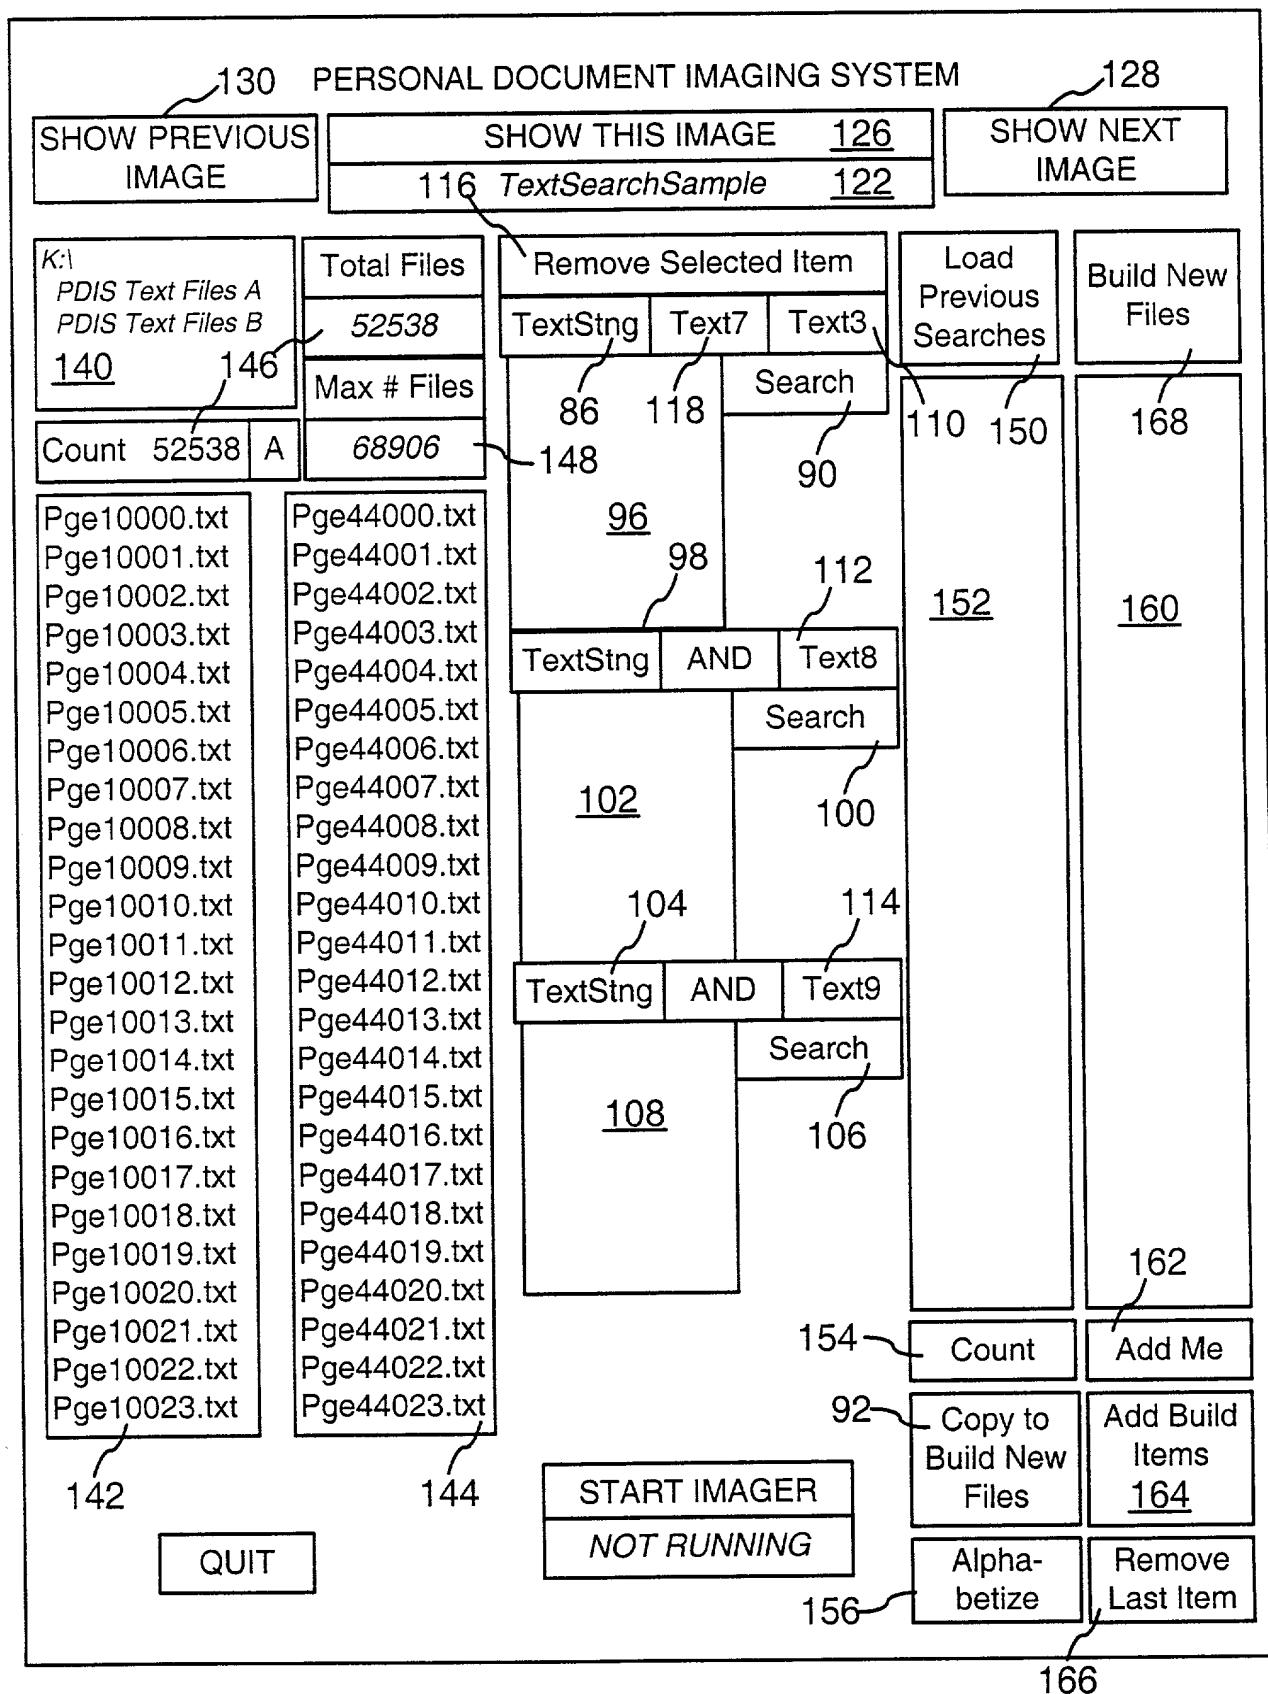 130 PERSONAL DOCUMENT IMAGING SYSTEM 128
SHOW PREVIOUS IMAGE
SHOW THIS IMAGE 126
116 TextSearchSample 122
SHOW NEXT IMAGE
K:\
PDIS Text Files A
PDIS Text Files B
140 146
Count 52538 A
Total Files
52538
Max # Files
68906
148
Remove Selected Item
TextStng Text7 Text3
86 118 Search 110
90
96
98 112
TextStng AND Text8
Search
102 100
104 114
TextStng AND Text9
Search
108 106
Load
Previous
Searches
150
152
Build New
Files
168
160
162
Pge10000.txt
Pge10001.txt
Pge10002.txt
Pge10003.txt
Pge10004.txt
Pge10005.txt
Pge10006.txt
Pge10007.txt
Pge10008.txt
Pge10009.txt
Pge10010.txt
Pge10011.txt
Pge10012.txt
Pge10013.txt
Pge10014.txt
Pge10015.txt
Pge10016.txt
Pge10017.txt
Pge10018.txt
Pge10019.txt
Pge10020.txt
Pge10021.txt
Pge10022.txt
Pge10023.txt
142
Pge44000.txt
Pge44001.txt
Pge44002.txt
Pge44003.txt
Pge44004.txt
Pge44005.txt
Pge44006.txt
Pge44007.txt
Pge44008.txt
Pge44009.txt
Pge44010.txt
Pge44011.txt
Pge44012.txt
Pge44013.txt
Pge44014.txt
Pge44015.txt
Pge44016.txt
Pge44017.txt
Pge44018.txt
Pge44019.txt
Pge44020.txt
Pge44021.txt
Pge44022.txt
Pge44023.txt
144
154 Count
Add Me
92 Copy to
Build New
Files
Add Build
Items
164
START IMAGER
NOT RUNNING
QUIT
Alpha-
betize
156
Remove
Last Item
166